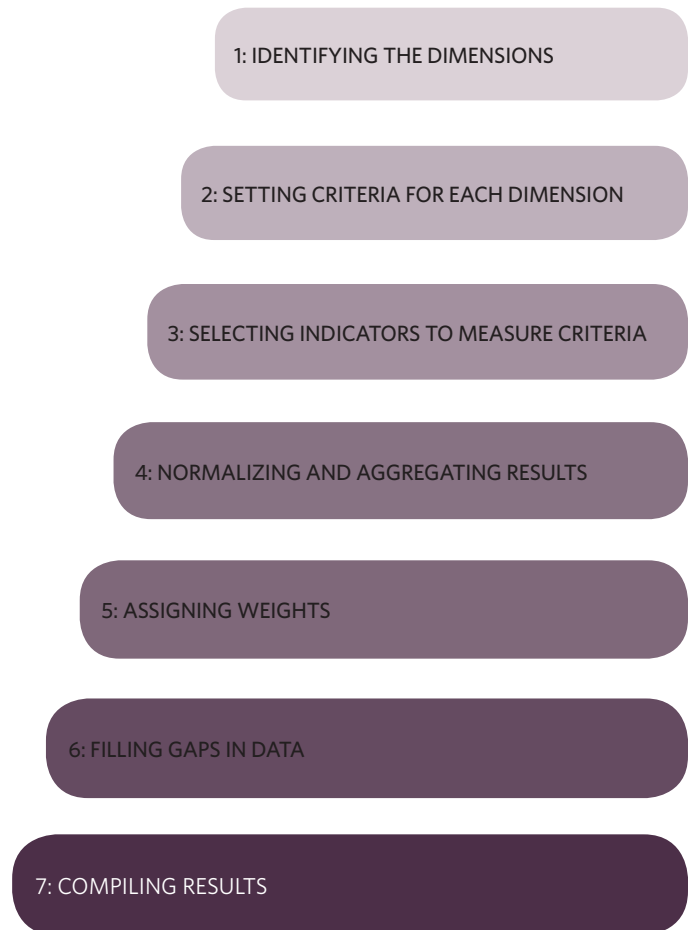 1: IDENTIFYING THE DIMENSIONS
2: SETTING CRITERIA FOR EACH DIMENSION
3: SELECTING INDICATORS TO MEASURE CRITERIA
4: NORMALIZING AND AGGREGATING RESULTS
5: ASSIGNING WEIGHTS
6: FILLING GAPS IN DATA
7: COMPILING RESULTS